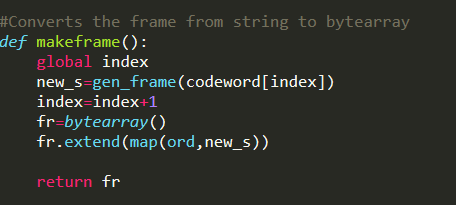 #Converts the frame from string to bytearray
def makeframe():
    global index
    new_s=gen_frame(codeword[index])
    index=index+1
    fr=bytearray()
    fr.extend(map(ord,new_s))

    return fr